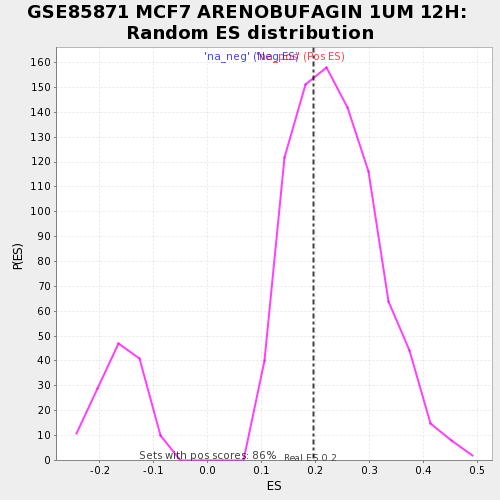 GSE85871 MCF7 ARENOBUFAGIN 1UM 12H:
Random ES distribution
'na_neg' (Neg ES)
'Na_pos' (Pos ES)
160
150
140
130
120
110
100
90
80
70
60
50
40
30
20
10
0
P(ES)
Sets with pos scores: 86%
Real ES 0.2
-0.2 -0.1 0.0 0.1 0.2 0.3 0.4 0.5
ES